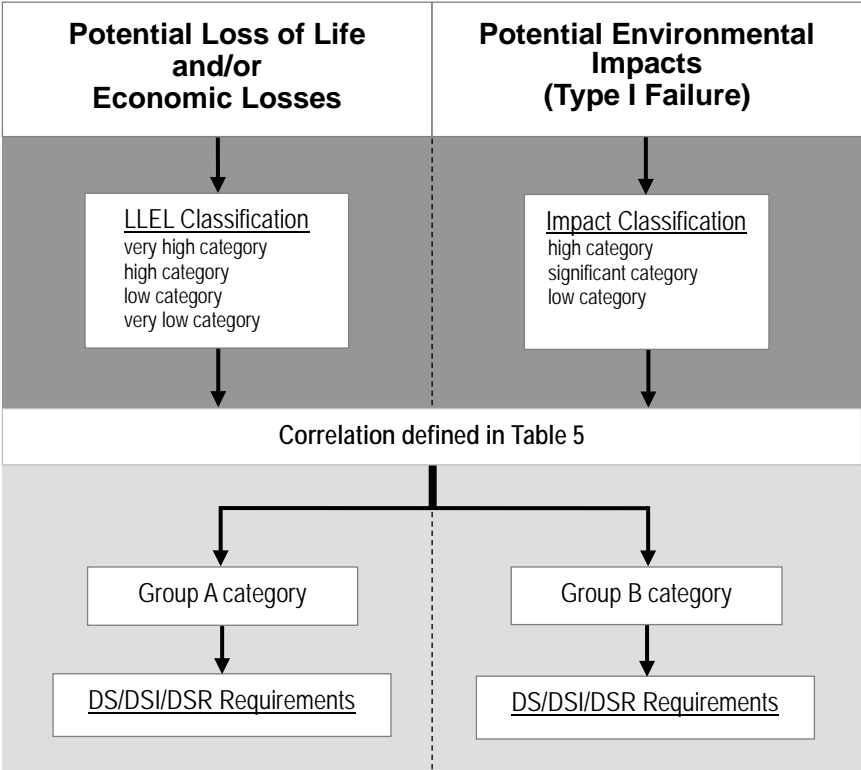 Potential Loss of Life
and/or
Economic Losses
Potential Environmental
Impacts
(Type I Failure)
LLEL Classification
very high category
high category
low category
very low category
Impact Classification
high category
significant category
low category
Correlation defined in Table 5
Group A category
Group B category
DS/DSI/DSR Requirements
DS/DSI/DSR Requirements